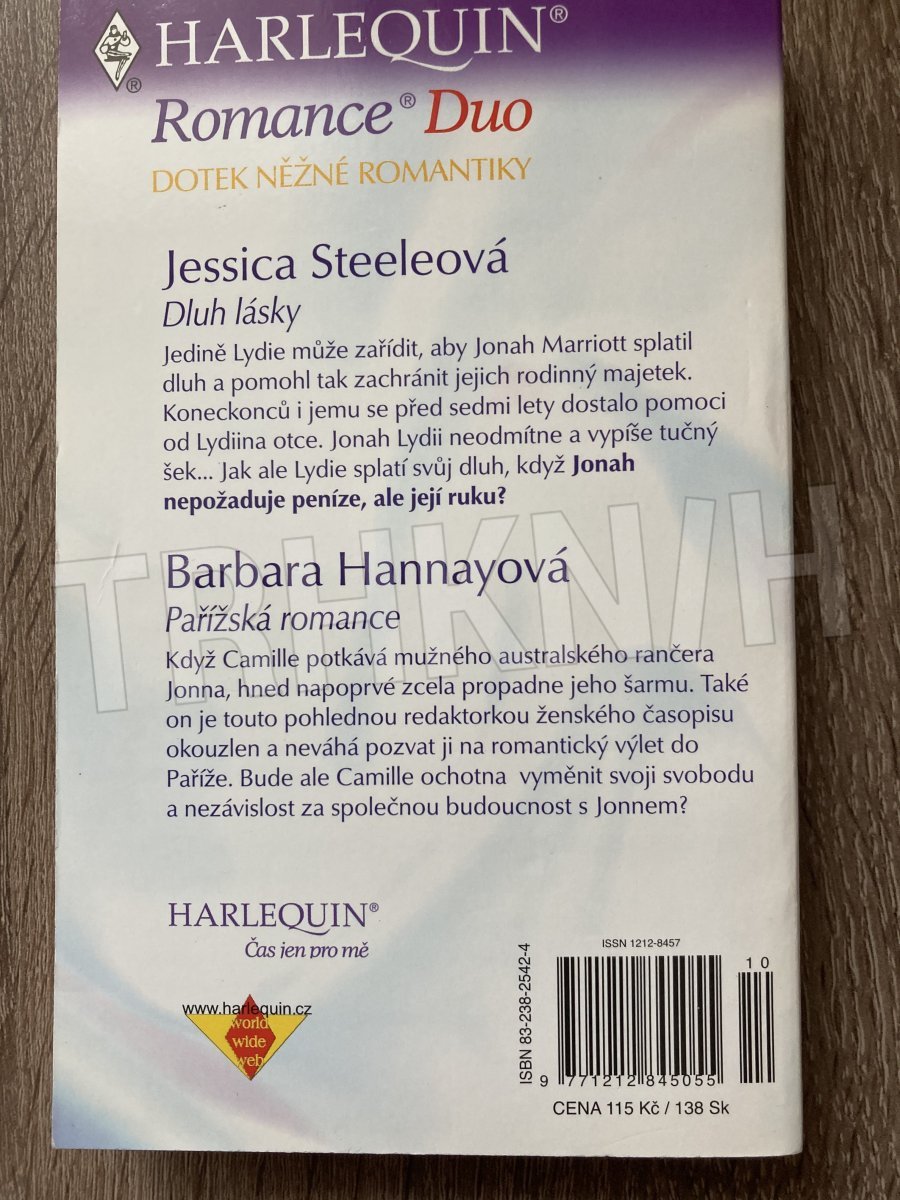 HARLEQUIN®
®
Romance® Duo
DOTEK NĚŽNÉ ROMANTIKY
Jessica Steeleová
Dluh lásky
Jedině Lydie může zařídit, aby Jonah Marriott splatil
dluh a pomohl tak zachránit jejich rodinný majetek.
Koneckonců i jemu se před sedmi lety dostalo pomoci
od Lydiina otce. Jonah Lydii neodmítne a vypíše tučný
šek... Jak ale Lydie splatí svůj dluh, když Jonah
nepožaduje peníze, ale její ruku?
TRHKNIH
Barbara Hannayová
Pařížská romance
Když Camille potkává mužného australského rančera
Jonna, hned napoprvé zcela propadne jeho šarmu. Také
on je touto pohlednou redaktorkou ženského časopisu
okouzlen a neváhá pozvat ji na romantický výlet do
Paříže. Bude ale Camille ochotna vyměnit svoji svobodu
a nezávislost za společnou budoucnost s Jonnem?
HARLEQUIN®
Čas jen pro mě
www.harlequin.cz
world
wide
web
ISBN 83-238-2542-4
ISSN 1212-8457
10
9 771212 845055
CENA 115 Kč / 138 Sk